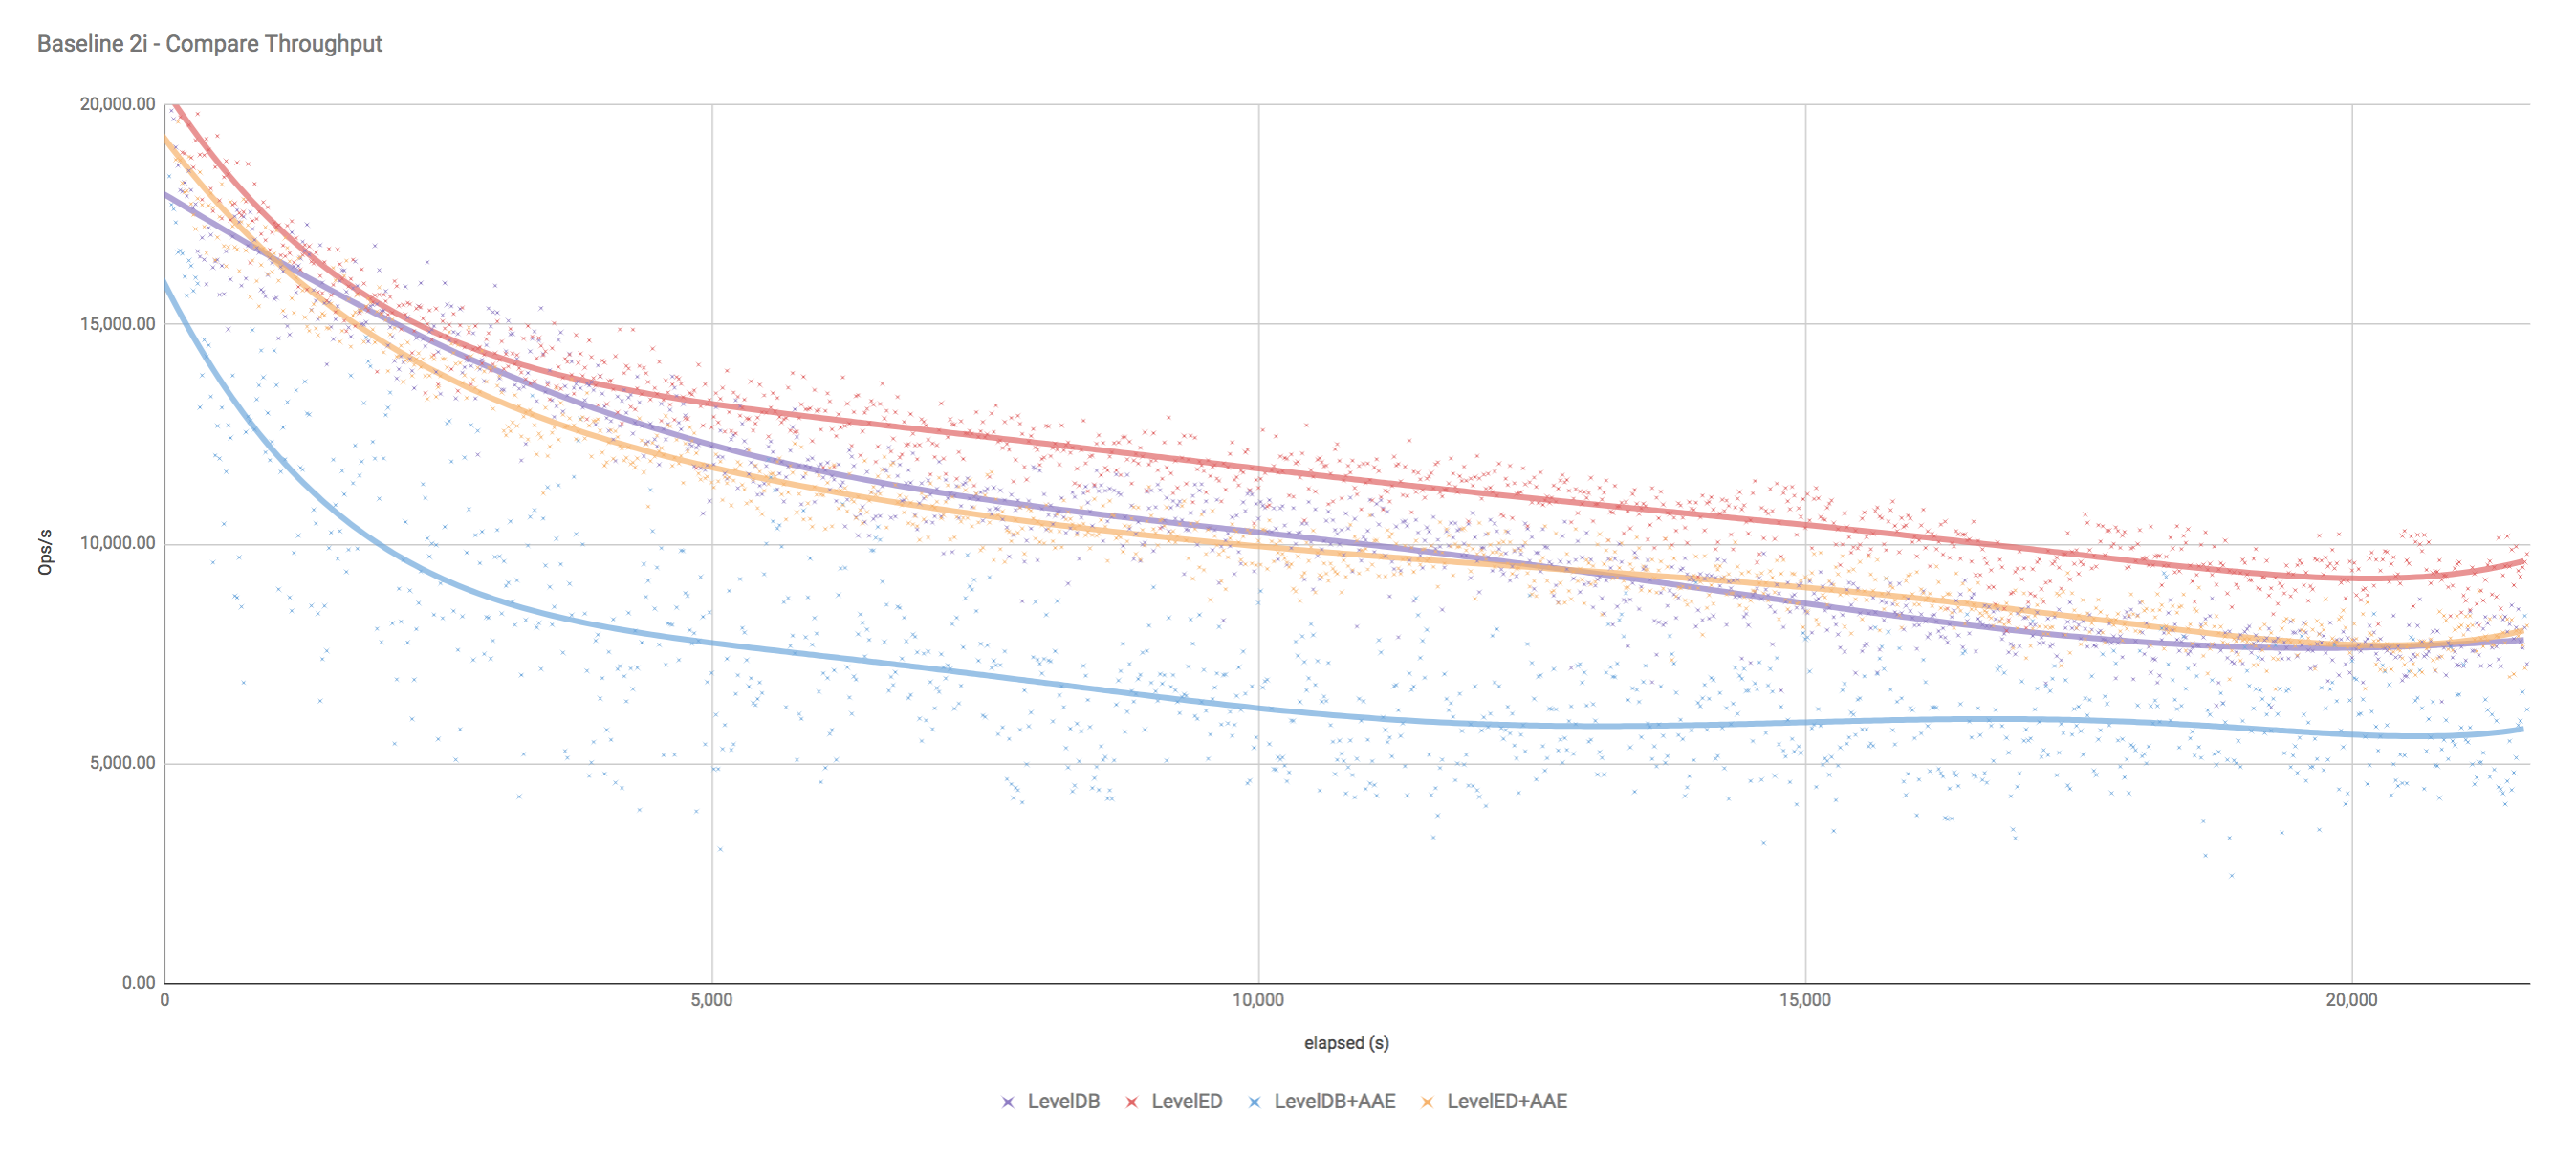 Baseline 2i - Compare Throughput
20,000.00
15,000.00
10,000.00
5,000.00
0.00
Ops/s
0 5,000 10,000 15,000 20,000
elapsed (s)
LevelDB LevelED LevelDB+AAE LevelED+AAE